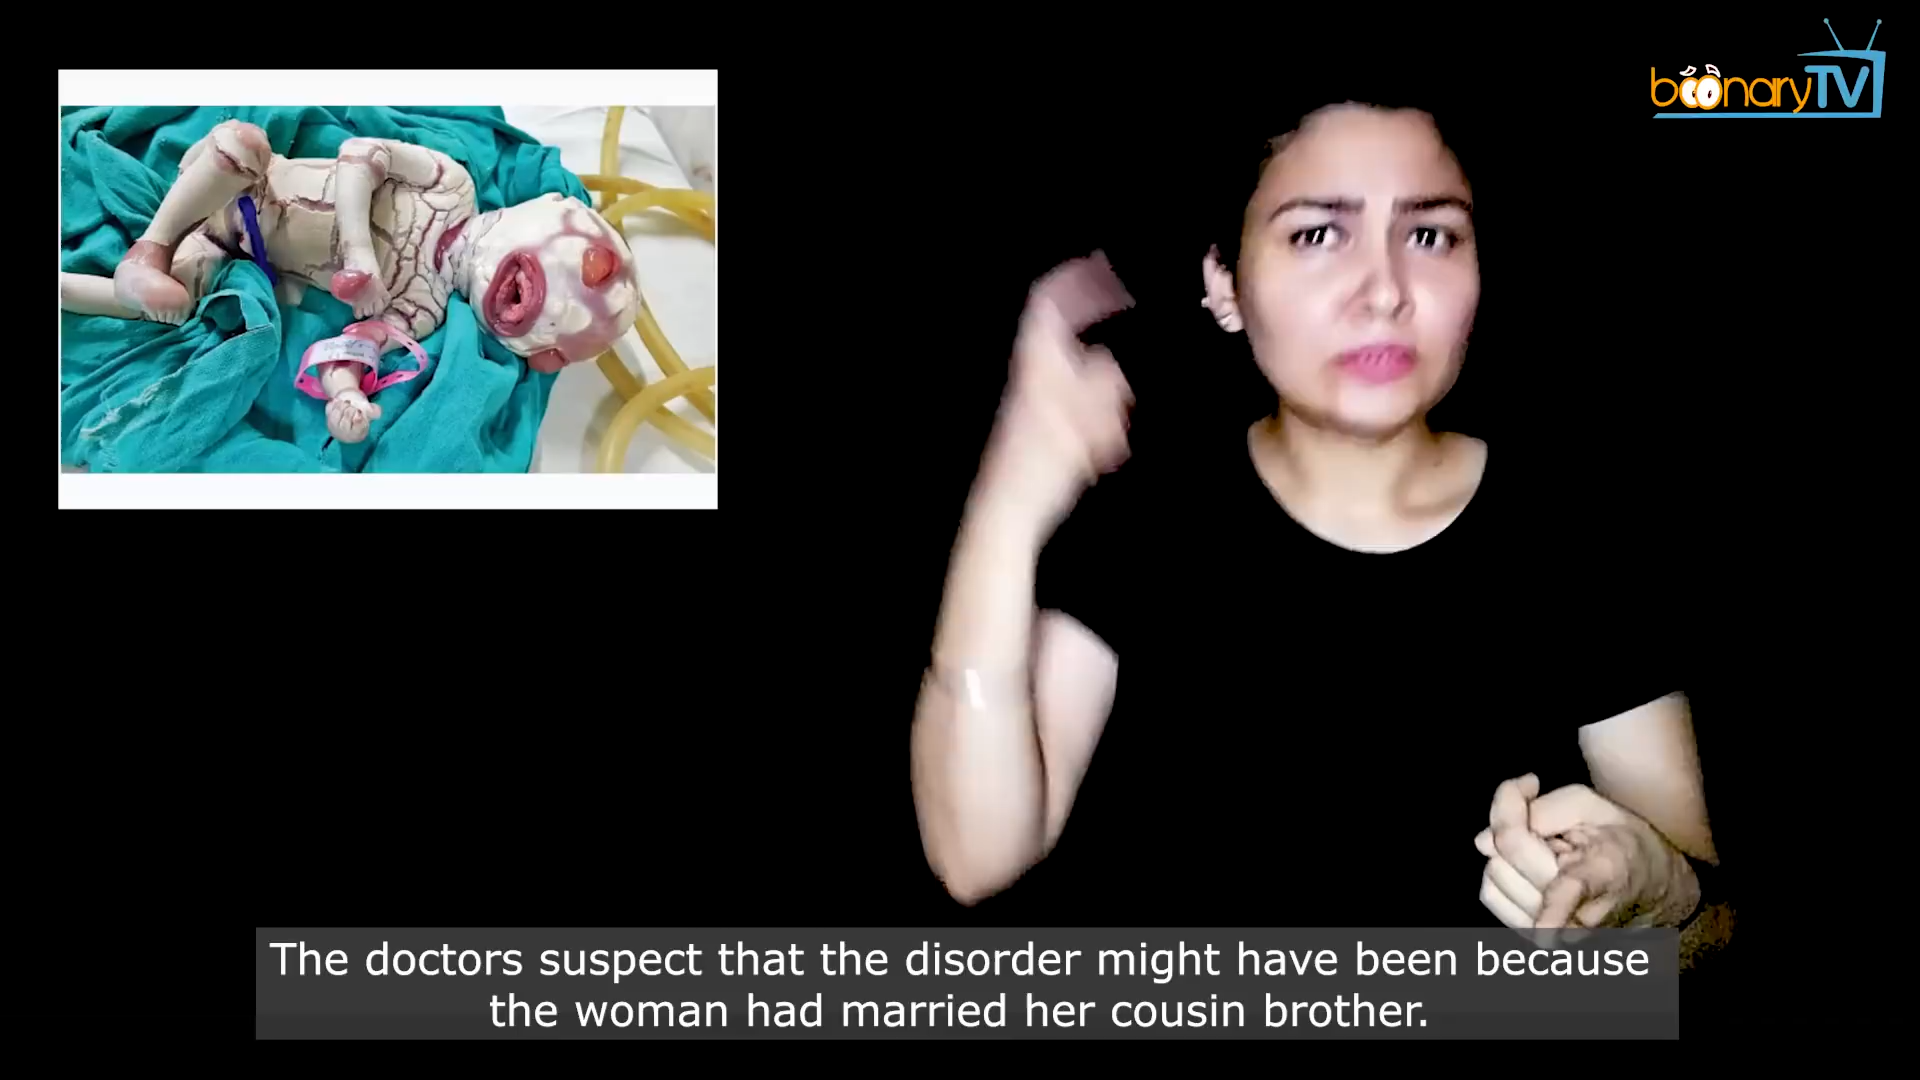 boonaryTV
The doctors suspect that the disorder might have been because
the woman had married her cousin brother.